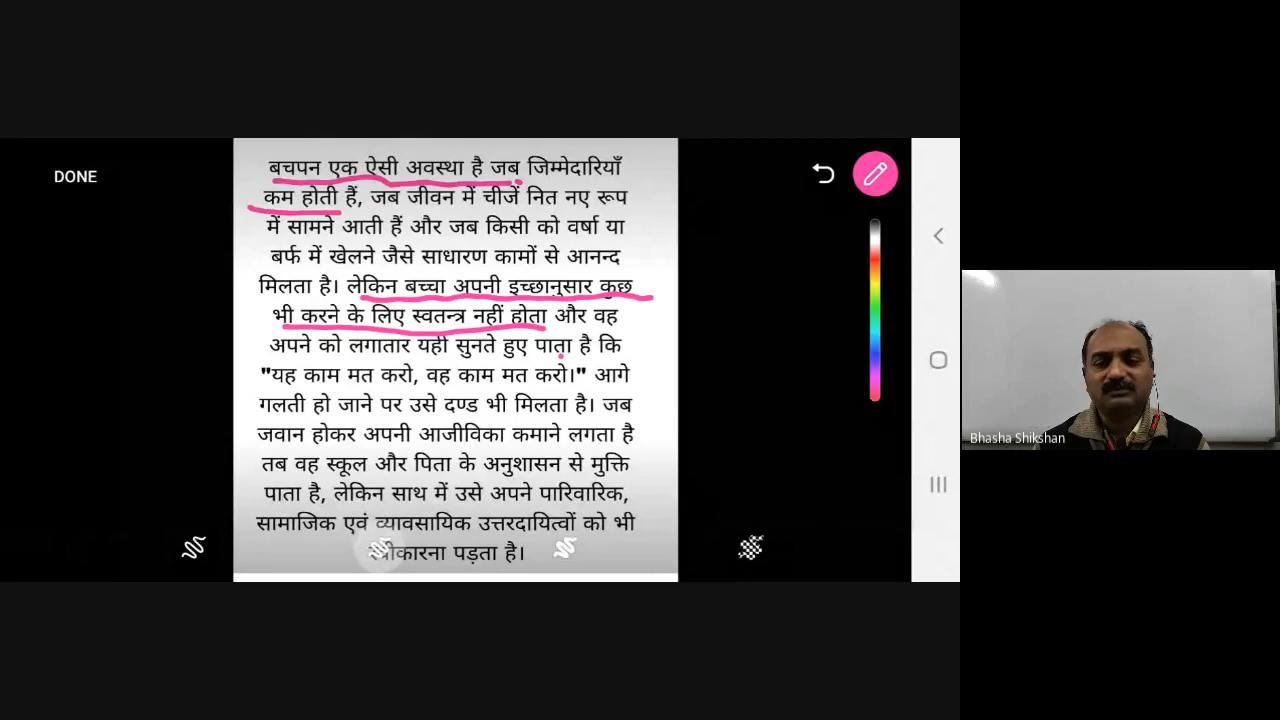 DONE
बचपन एक ऐसी अवस्था है जब जिम्मेदारियाँ
कम होती हैं, जब जीवन में चीजें नित नए रूप
में सामने आती हैं और जब किसी को वर्षा या
बर्फ में खेलने जैसे साधारण कामों से आनन्द
मिलता है। लेकिन बच्चा अपनी इच्छानुसार कुछ
भी करने के लिए स्वतन्त्र नहीं होता और वह
अपने को लगातार यही सुनते हुए पाता है कि
"यह काम मत करो, वह काम मत करो।" आगे
गलती हो जाने पर उसे दण्ड भी मिलता है। जब
जवान होकर अपनी आजीविका कमाने लगता है
तब वह स्कूल और पिता के अनुशासन से मुक्ति
पाता है, लेकिन साथ में उसे अपने पारिवारिक,
सामाजिक एवं व्यावसायिक उत्तरदायित्वों को भी
स्वीकारना पड़ता है।
Bhasha Shikshan